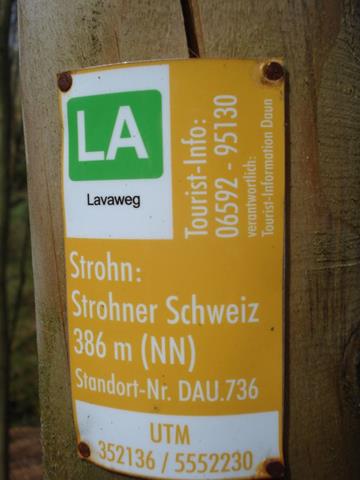 LA
Lavaweg
Tourist-Info:
06592 - 95130
verantwortlich:
Tourist-Information Daun
Strohn:
Strohner Schweiz
386 m (NN)
Standort-Nr. DAU.736
UTM
352136 / 5552230